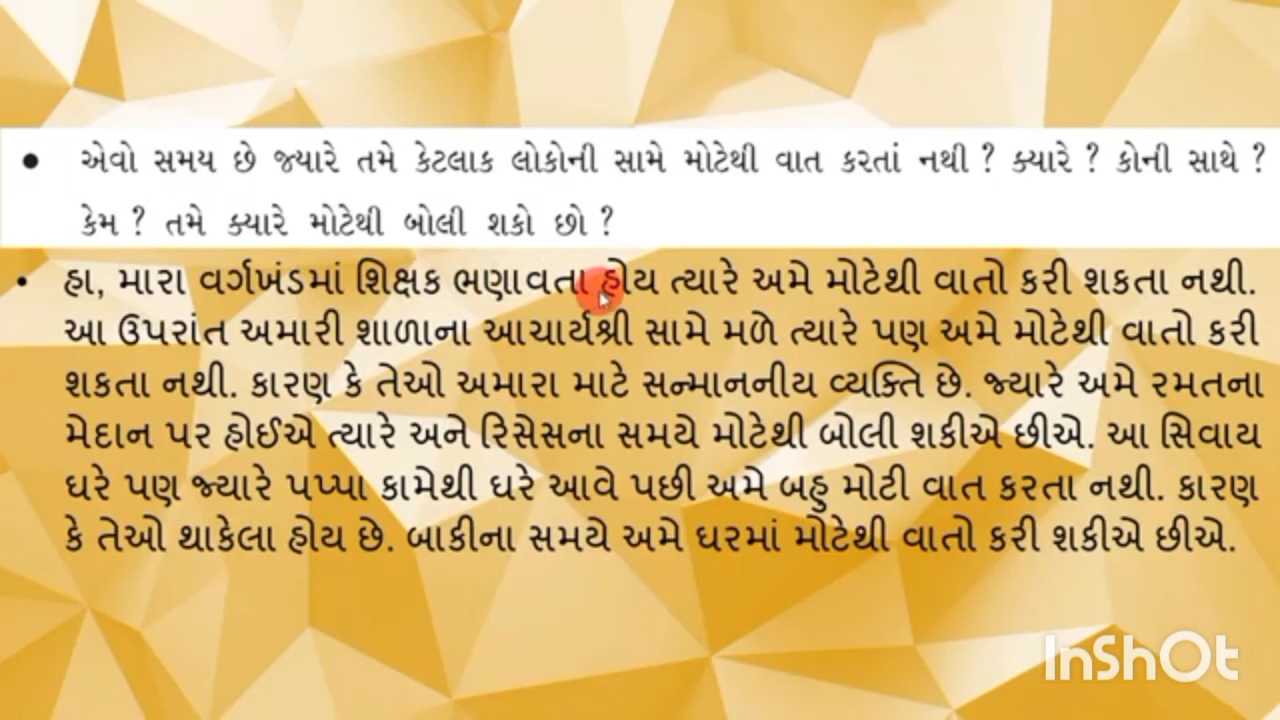 • એવો સમય છે જ્યારે તમે કેટલાક લોકોની સામે મોટેથી વાત કરતાં નથી ? ક્યારે ? કોની સાથે ?
કેમ ? તમે ક્યારે મોટેથી બોલી શકો છો ?
• હા, મારા વર્ગખંડમાં શિક્ષક ભણાવતા હોય ત્યારે અમે મોટેથી વાતો કરી શકતા નથી.
આ ઉપરાંત અમારી શાળાના આચાર્યશ્રી સામે મળે ત્યારે પણ અમે મોટેથી વાતો કરી
શકતા નથી. કારણ કે તેઓ અમારા માટે સન્માનનીય વ્યક્તિ છે. જ્યારે અમે રમતના
મેદાન પર હોઈએ ત્યારે અને રિસેસના સમયે મોટેથી બોલી શકીએ છીએ. આ સિવાય
ઘરે પણ જ્યારે પપ્પા કામેથી ઘરે આવે પછી અમે બહુ મોટી વાત કરતા નથી. કારણ
કે તેઓ થાકેલા હોય છે. બાકીના સમયે અમે ઘરમાં મોટેથી વાતો કરી શકીએ છીએ.
InShOt